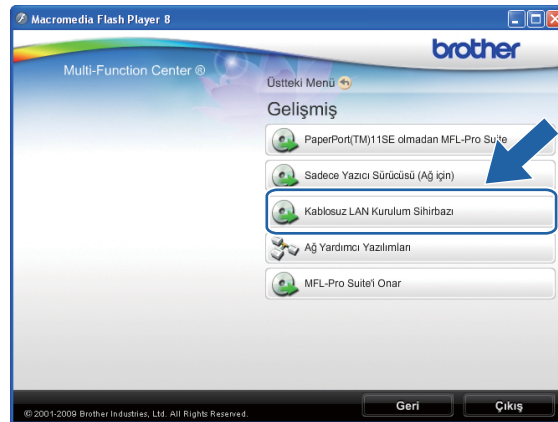 Macromedia Flash Player 8
brother
Multi-Function Center ®
Üstteki Menü
Gelişmiş
PaperPort(TM)11SE olmadan MFL-Pro Suite
Sadece Yazıcı Sürücüsü (Ağ için)
Kablosuz LAN Kurulum Sihirbazı
Ağ Yardımcı Yazılımları
MFL-Pro Suite'i Onar
Geri Çıkış
© 2001-2009 Brother Industries, Ltd. All Rights Reserved.